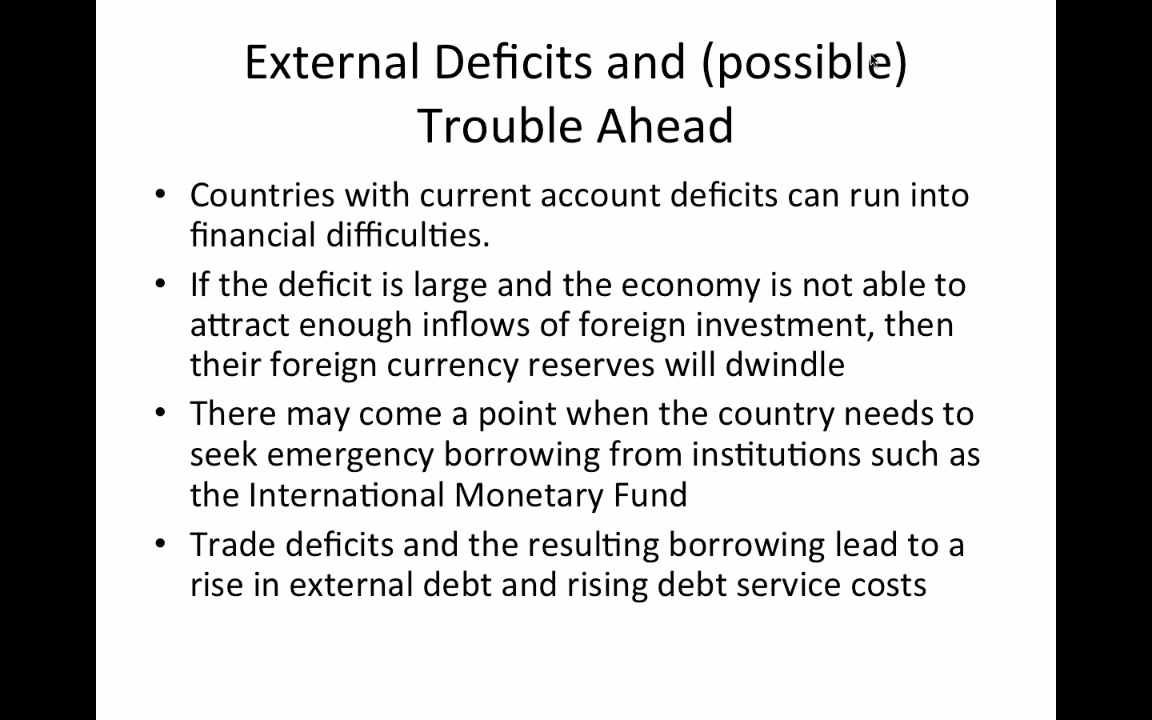 External Deficits and (possible)
Trouble Ahead
• Countries with current account deficits can run into
financial difficulties.
• If the deficit is large and the economy is not able to
attract enough inflows of foreign investment, then
their foreign currency reserves will dwindle
• There may come a point when the country needs to
seek emergency borrowing from institutions such as
the International Monetary Fund
• Trade deficits and the resulting borrowing lead to a
rise in external debt and rising debt service costs